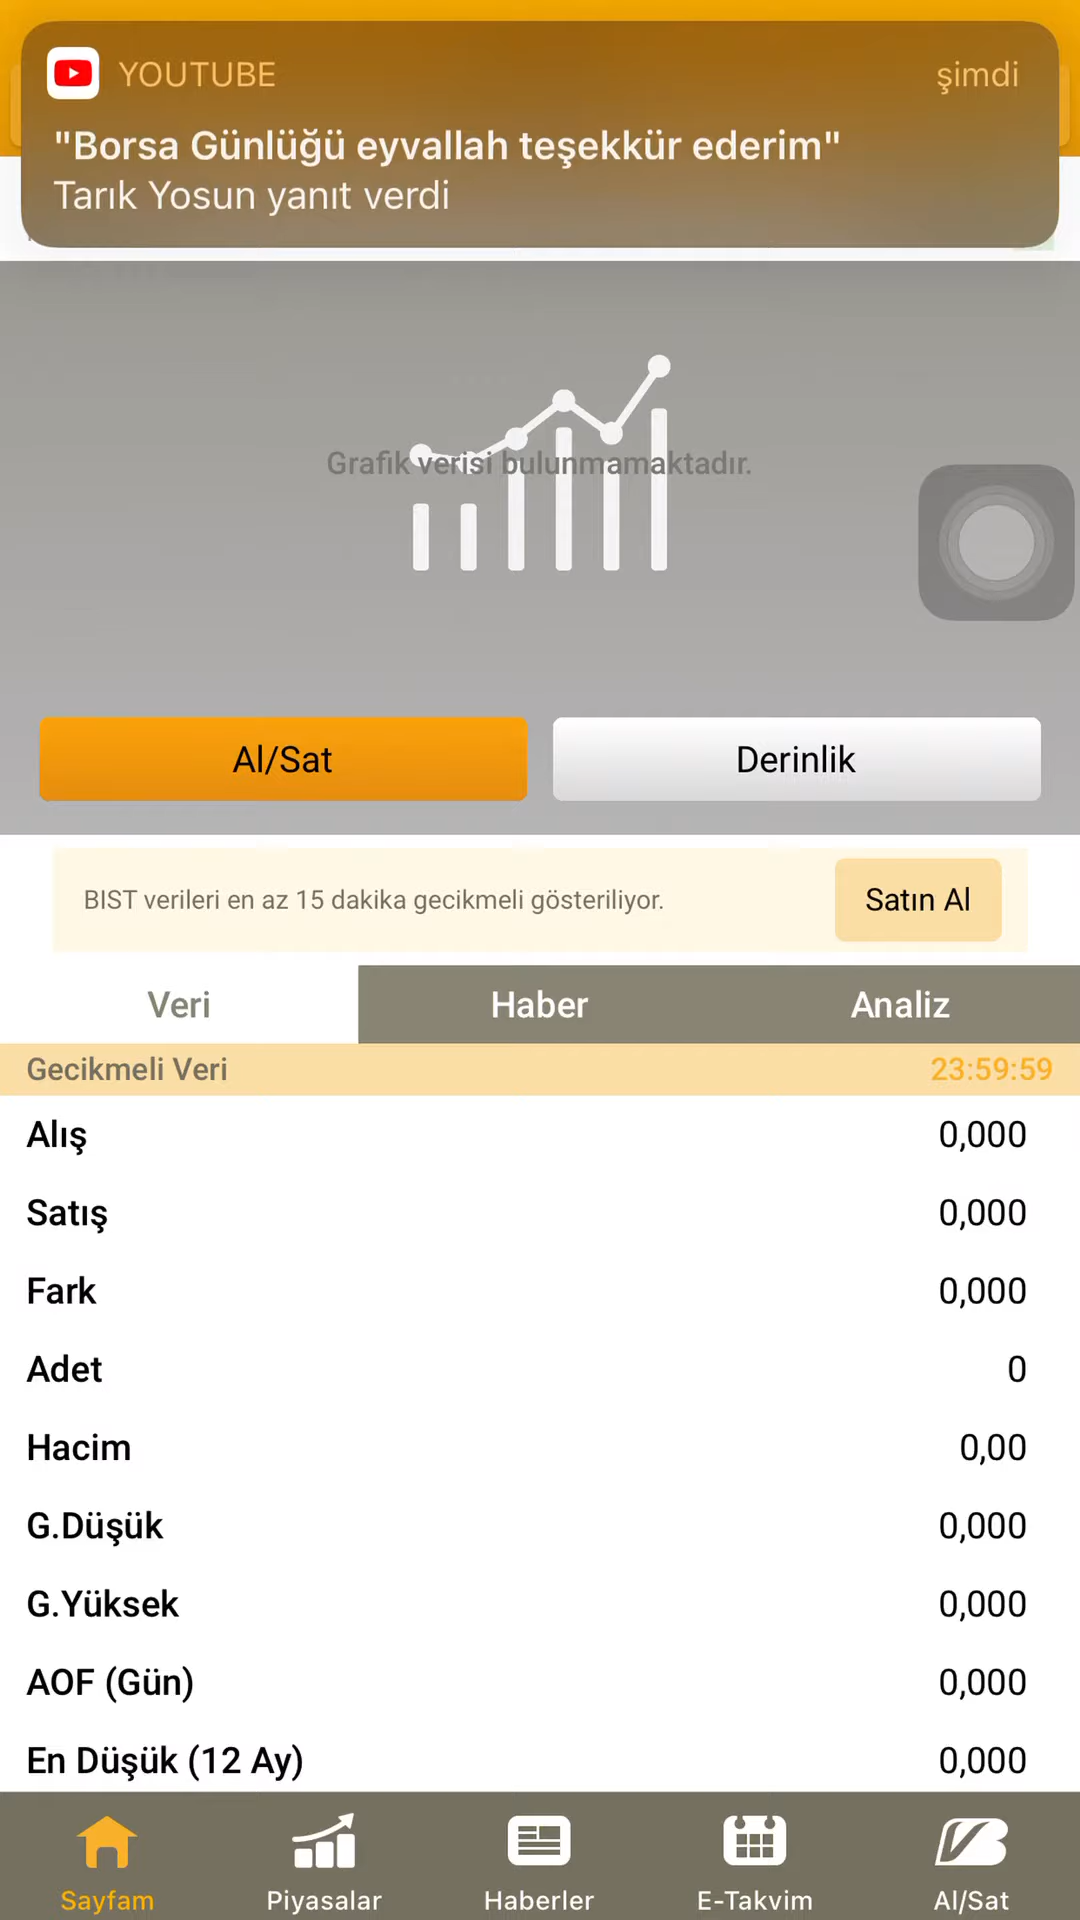 YOUTUBE
şimdi
"Borsa Günlüğü eyvallah teşekkür ederim"
Tarık Yosun yanıt verdi
Grafik verisi bulunmamaktadır.
Al/Sat
Derinlik
BIST verileri en az 15 dakika gecikmeli gösteriliyor.
Satın Al
Veri
Haber
Analiz
Gecikmeli Veri
23:59:59
Alış
0,000
Satış
0,000
Fark
0,000
Adet
0
Hacim
0,00
G.Düşük
0,000
G.Yüksek
0,000
AOF (Gün)
0,000
En Düşük (12 Ay)
0,000
Sayfam
Piyasalar
Haberler
E-Takvim
Al/Sat